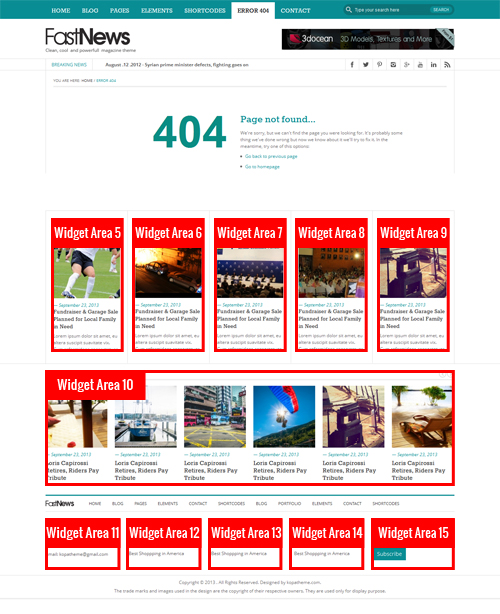 HOME BLOG PAGES ELEMENTS SHORTCODES ERROR 404 CONTACT Type your search here SEARCH
FastNews
Clean, cool and powerfull magazine theme
3docean 3D Models, Textures and More
BREAKING NEWS August .12 -2012 - Syrian prime minister defects, fighting goes on
YOU ARE HERE: HOME / ERROR 404
404
Page not found...
We're sorry, but we can't find the page you were looking for. It's probably some
thing we've done wrong but now we know about it we'll try to fix it. In the
meantime, try one of this options:
Go back to previous page
Go to homepage
Widget Area 5 Widget Area 6 Widget Area 7 Widget Area 8 Widget Area 9
— September 23, 2013 — September 23, 2013 — September 23, 2013 — September 23, 2013 — September 23, 2013
Fundraiser & Garage Sale Fundraiser & Garage Sale Fundraiser & Garage Sale Fundraiser & Garage Sale Fundraiser & Garage Sale
Planned for Local Family Planned for Local Family Planned for Local Family Planned for Local Family Planned for Local Family
in Need in Need in Need in Need in Need
Lorem ipsum dolor sit amet, eu Lorem ipsum dolor sit amet, eu Lorem ipsum dolor sit amet, eu Lorem ipsum dolor sit amet, eu Lorem ipsum dolor sit amet, eu
altera suscipit suavitate vis, altera suscipit suavitate vis, altera suscipit suavitate vis, altera suscipit suavitate vis, altera suscipit suavitate vis,
Widget Area 10
— September 23, 2013 — September 23, 2013 — September 23, 2013 — September 23, 2013 — September 23, 2013 — September 23, 2013
Loris Capirossi Loris Capirossi Loris Capirossi Loris Capirossi Loris Capirossi Loris Capirossi
Retires, Riders Pay Retires, Riders Pay Retires, Riders Pay Retires, Riders Pay Retires, Riders Pay Retires, Riders Pay
Tribute Tribute Tribute Tribute Tribute Tribute
FastNews HOME BLOG PAGES ELEMENTS CONTACT SHORTCODES BLOG PORTFOLIO ELEMENTS CONTACT SHORTCODES
Widget Area 11 Widget Area 12 Widget Area 13 Widget Area 14 Widget Area 15
email: kopatheme@gmail.com Best Shopping in America Best Shopping in America Best Shopping in America Subscribe
Copyright © 2013 . All Rights Reserved. Designed by kopatheme.com.
The trade marks and images used in the design are the copyright of their respective owners. They are used only for display purpose.